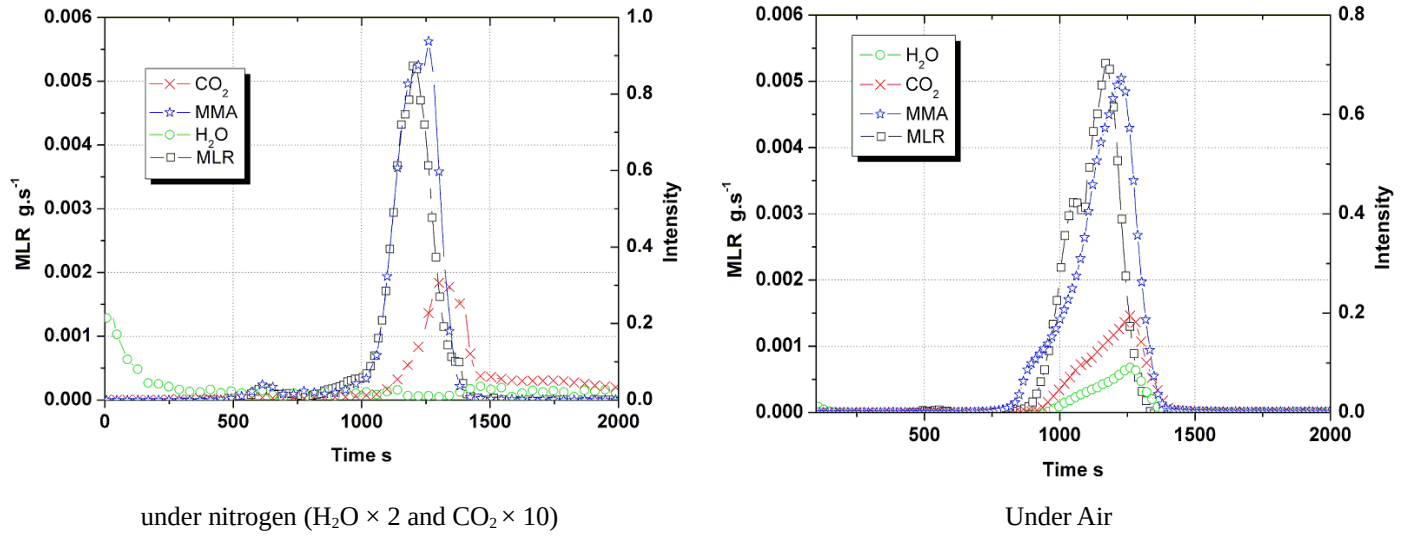 0.006
0.005
0.004
0.003
0.002
0.001
0.000
MLR g.s⁻¹
1.0
0.8
0.6
0.4
0.2
0.0
Intensity
CO₂
MMA
H₂O
MLR
0 500 1000 1500 2000
Time s
under nitrogen (H₂O × 2 and CO₂ × 10)
0.006
0.005
0.004
0.003
0.002
0.001
0.000
MLR g.s⁻¹
0.8
0.6
0.4
0.2
0.0
Intensity
H₂O
CO₂
MMA
MLR
500 1000 1500 2000
Time s
Under Air